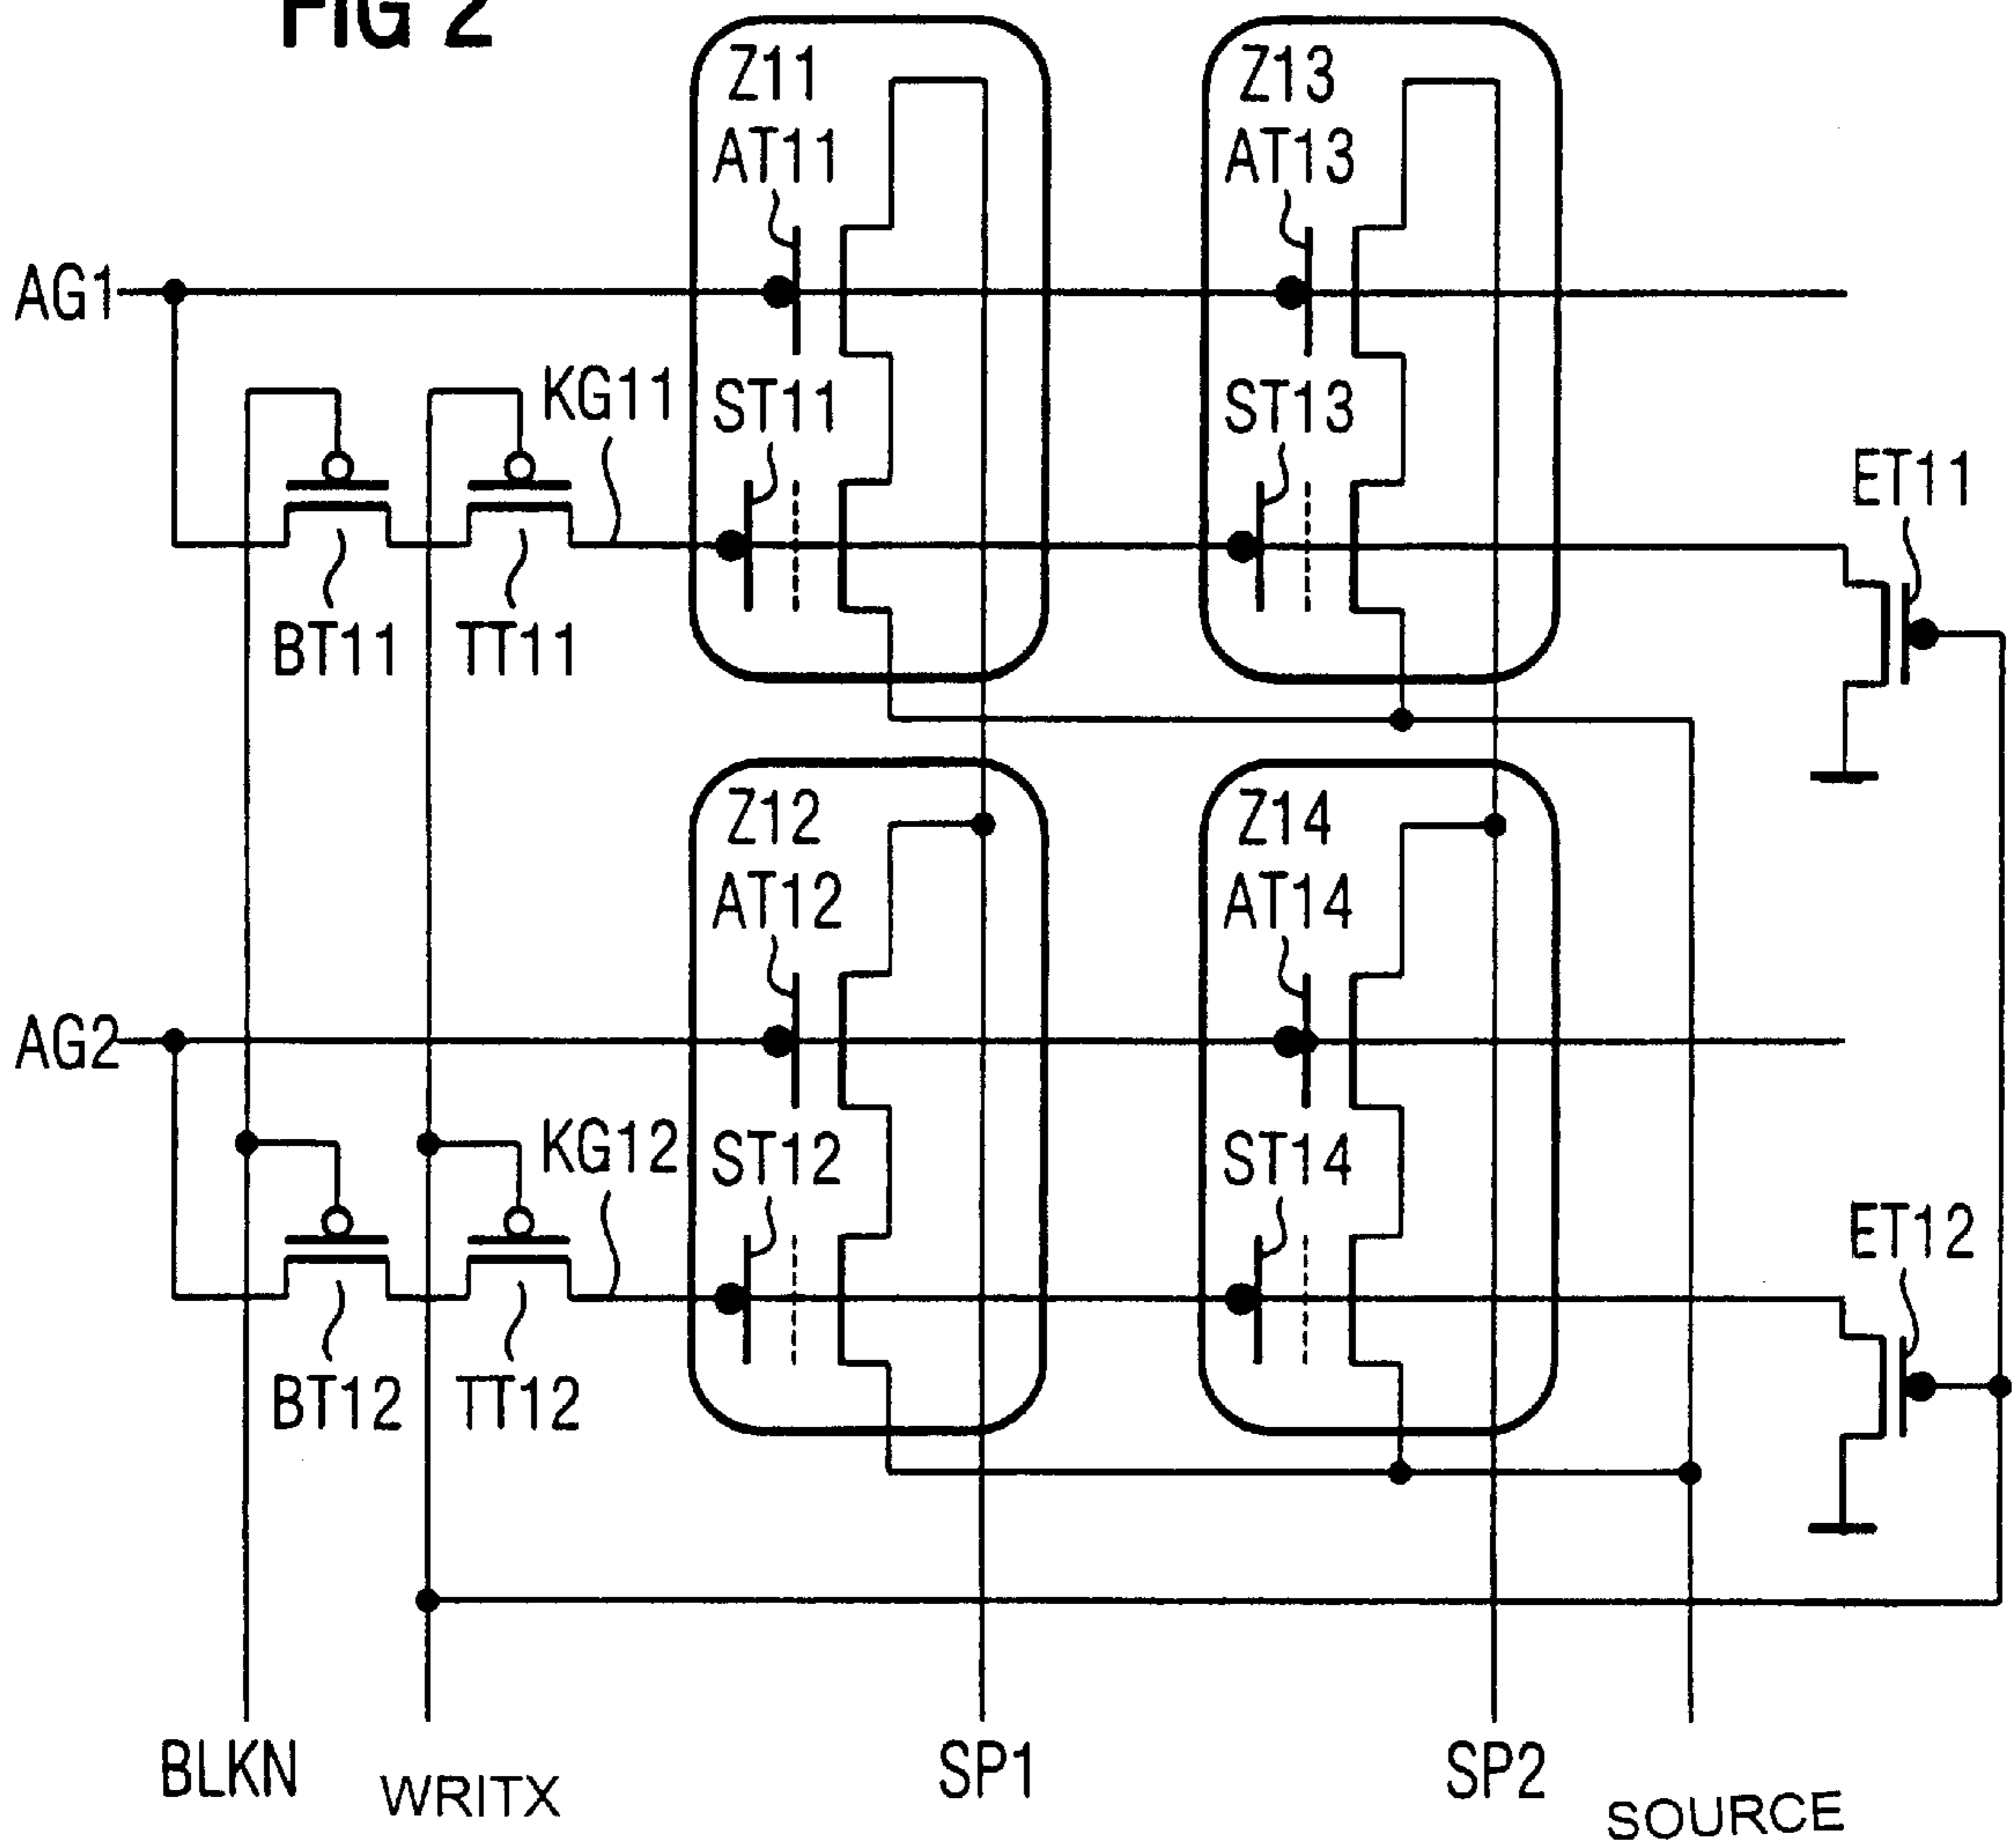 FIG 2
Z11
AT11
Z13
AT13
AG1
KG11
ST11
ST13
ET11
BT11
TT11
Z12
AT12
Z14
AT14
AG2
KG12
ST12
ST14
ET12
BT12
TT12
BLKN
WRITX
SP1
SP2
SOURCE